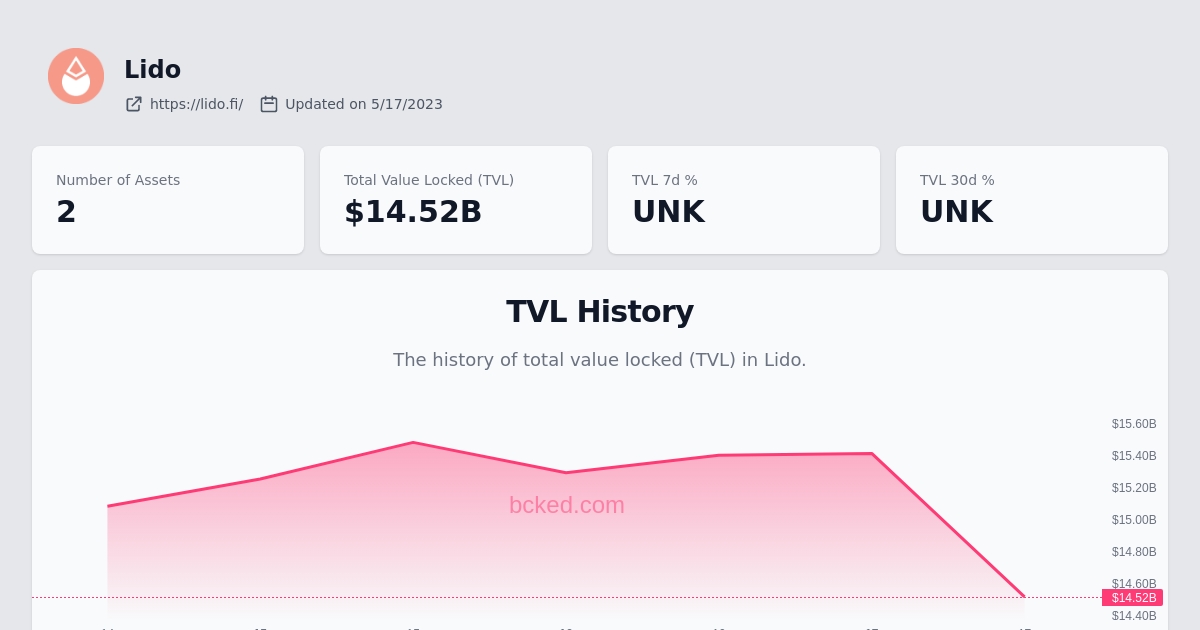 Lido
https://lido.fi/ Updated on 5/17/2023
Number of Assets
2
Total Value Locked (TVL)
$14.52B
TVL 7d %
UNK
TVL 30d %
UNK
TVL History
The history of total value locked (TVL) in Lido.
$15.60B
$15.40B
$15.20B
bcked.com
$15.00B
$14.80B
$14.60B
$14.52B
$14.40B